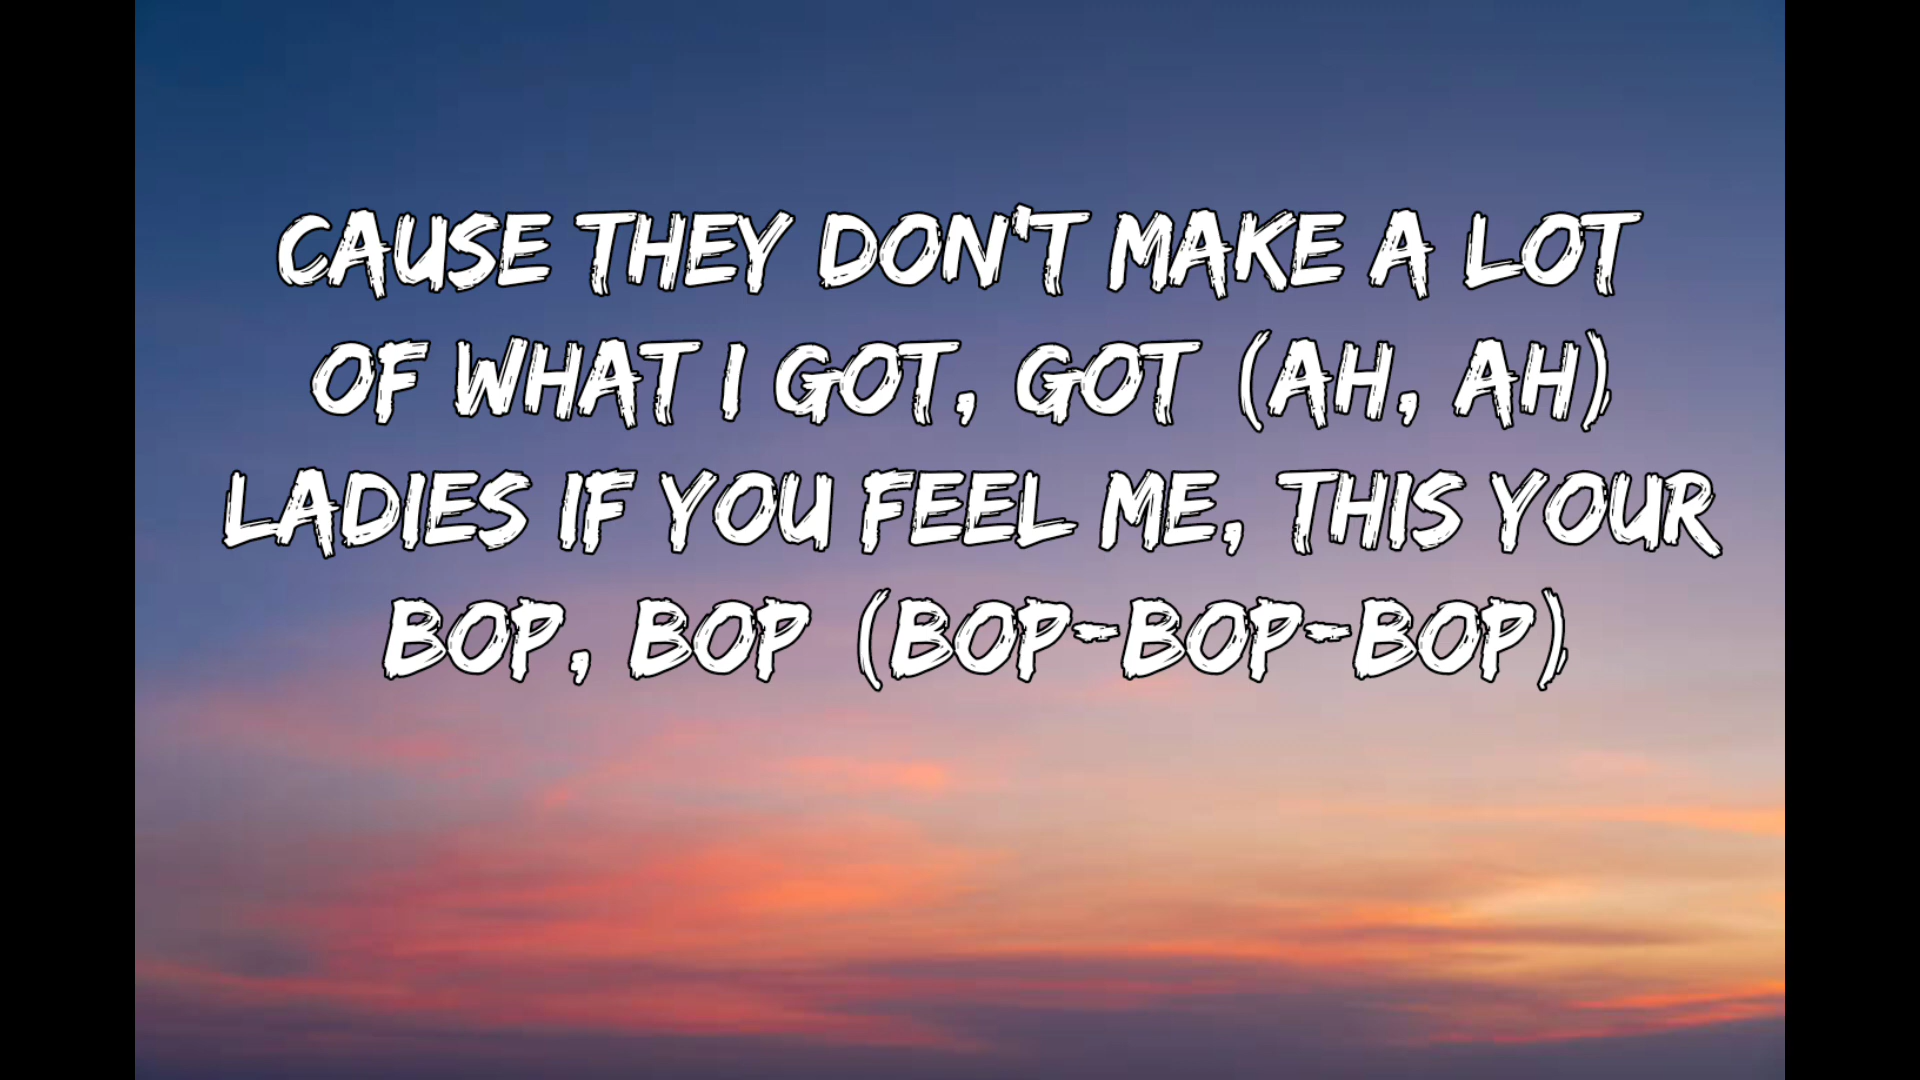 CAUSE THEY DON'T MAKE A LOT
OF WHAT I GOT, GOT (AH, AH)
LADIES IF YOU FEEL ME, THIS YOUR
BOP, BOP (BOP-BOP-BOP)